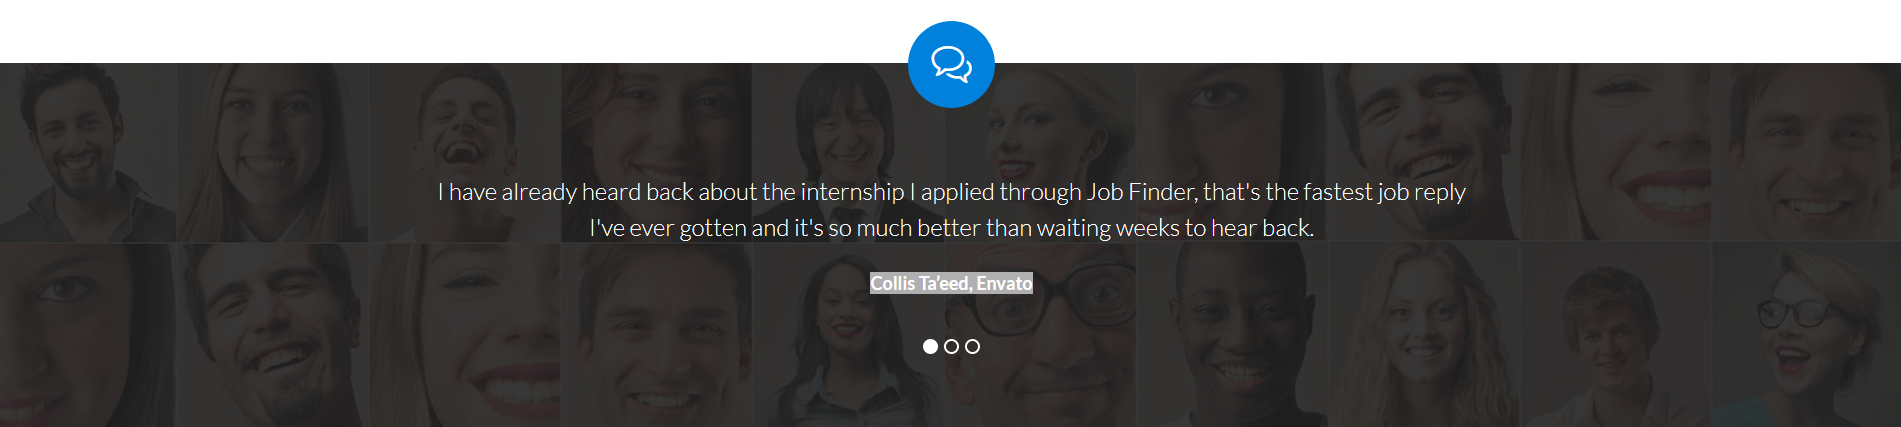 I have already heard back about the internship I applied through Job Finder, that's the fastest job reply
I've ever gotten and it's so much better than waiting weeks to hear back.
Collis Ta'eed, Envato